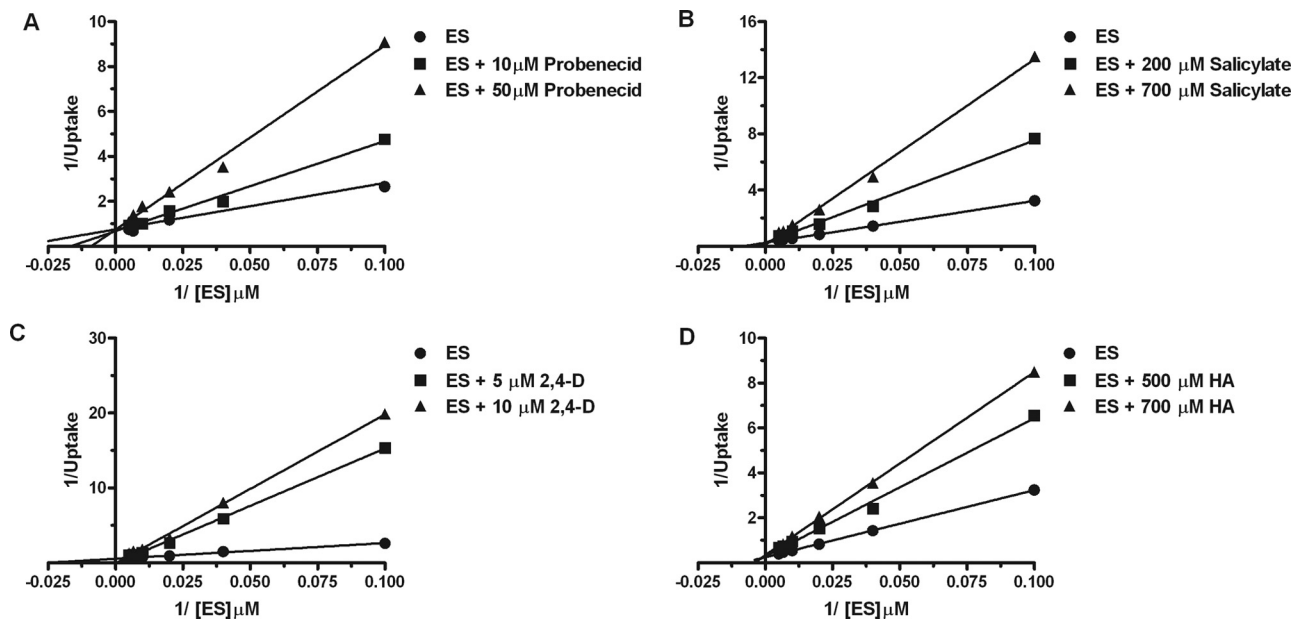 A
10
8
6
4
2
1/Uptake
-0.025 0.000 0.025 0.050 0.075 0.100
1/ [ES] μM
ES
ES + 10μM Probenecid
ES + 50μM Probenecid
B
16
12
8
4
1/Uptake
-0.025 0.000 0.025 0.050 0.075 0.100
1/ [ES] μM
ES
ES + 200 μM Salicylate
ES + 700 μM Salicylate
C
30
20
10
1/Uptake
-0.025 0.000 0.025 0.050 0.075 0.100
1/ [ES] μM
ES
ES + 5 μM 2,4-D
ES + 10 μM 2,4-D
D
10
8
6
4
2
1/Uptake
-0.025 0.000 0.025 0.050 0.075 0.100
1/ [ES] μM
ES
ES + 500 μM HA
ES + 700 μM HA